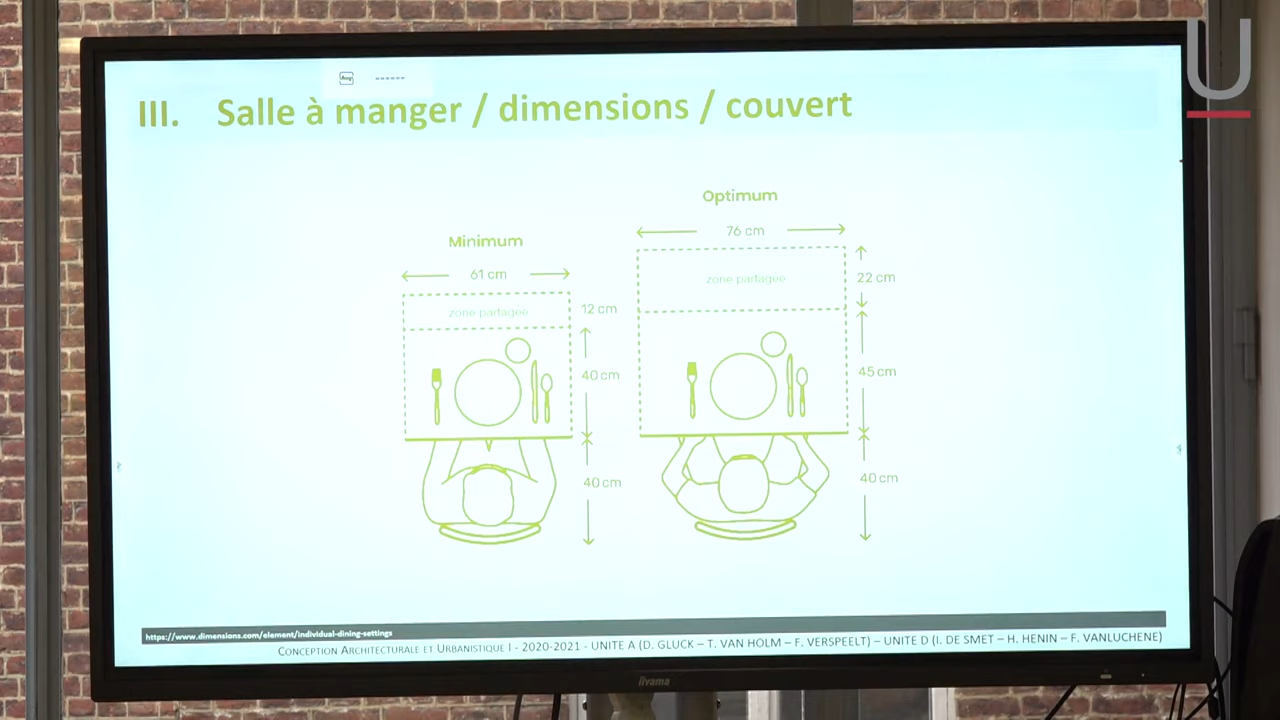 U
III. Salle à manger / dimensions / couvert
Minimum
61 cm
zone partagée
12 cm
40 cm
40 cm
Optimum
76 cm
zone partagée
22 cm
45 cm
40 cm
https://www.dimensions.com/element/individual-dining-settings
CONCEPTION ARCHITECTURALE ET URBANISTIQUE I - 2020-2021 - UNITE A (D. GLUCK – T. VAN HOLM – F. VERSPEELT) – UNITE D (I. DE SMET – H. HENIN – F. VANLUCHENE)
iiyama